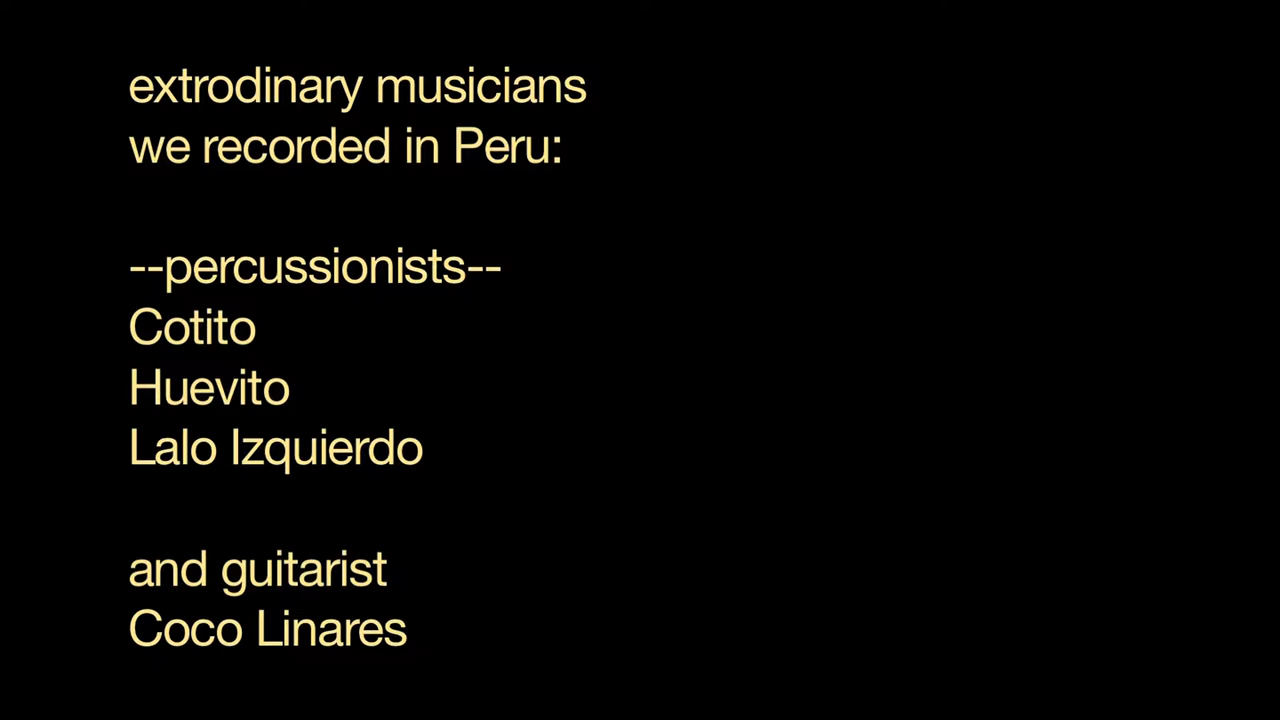 extrodinary musicians
we recorded in Peru:
--percussionists--
Cotito
Huevito
Lalo Izquierdo
and guitarist
Coco Linares